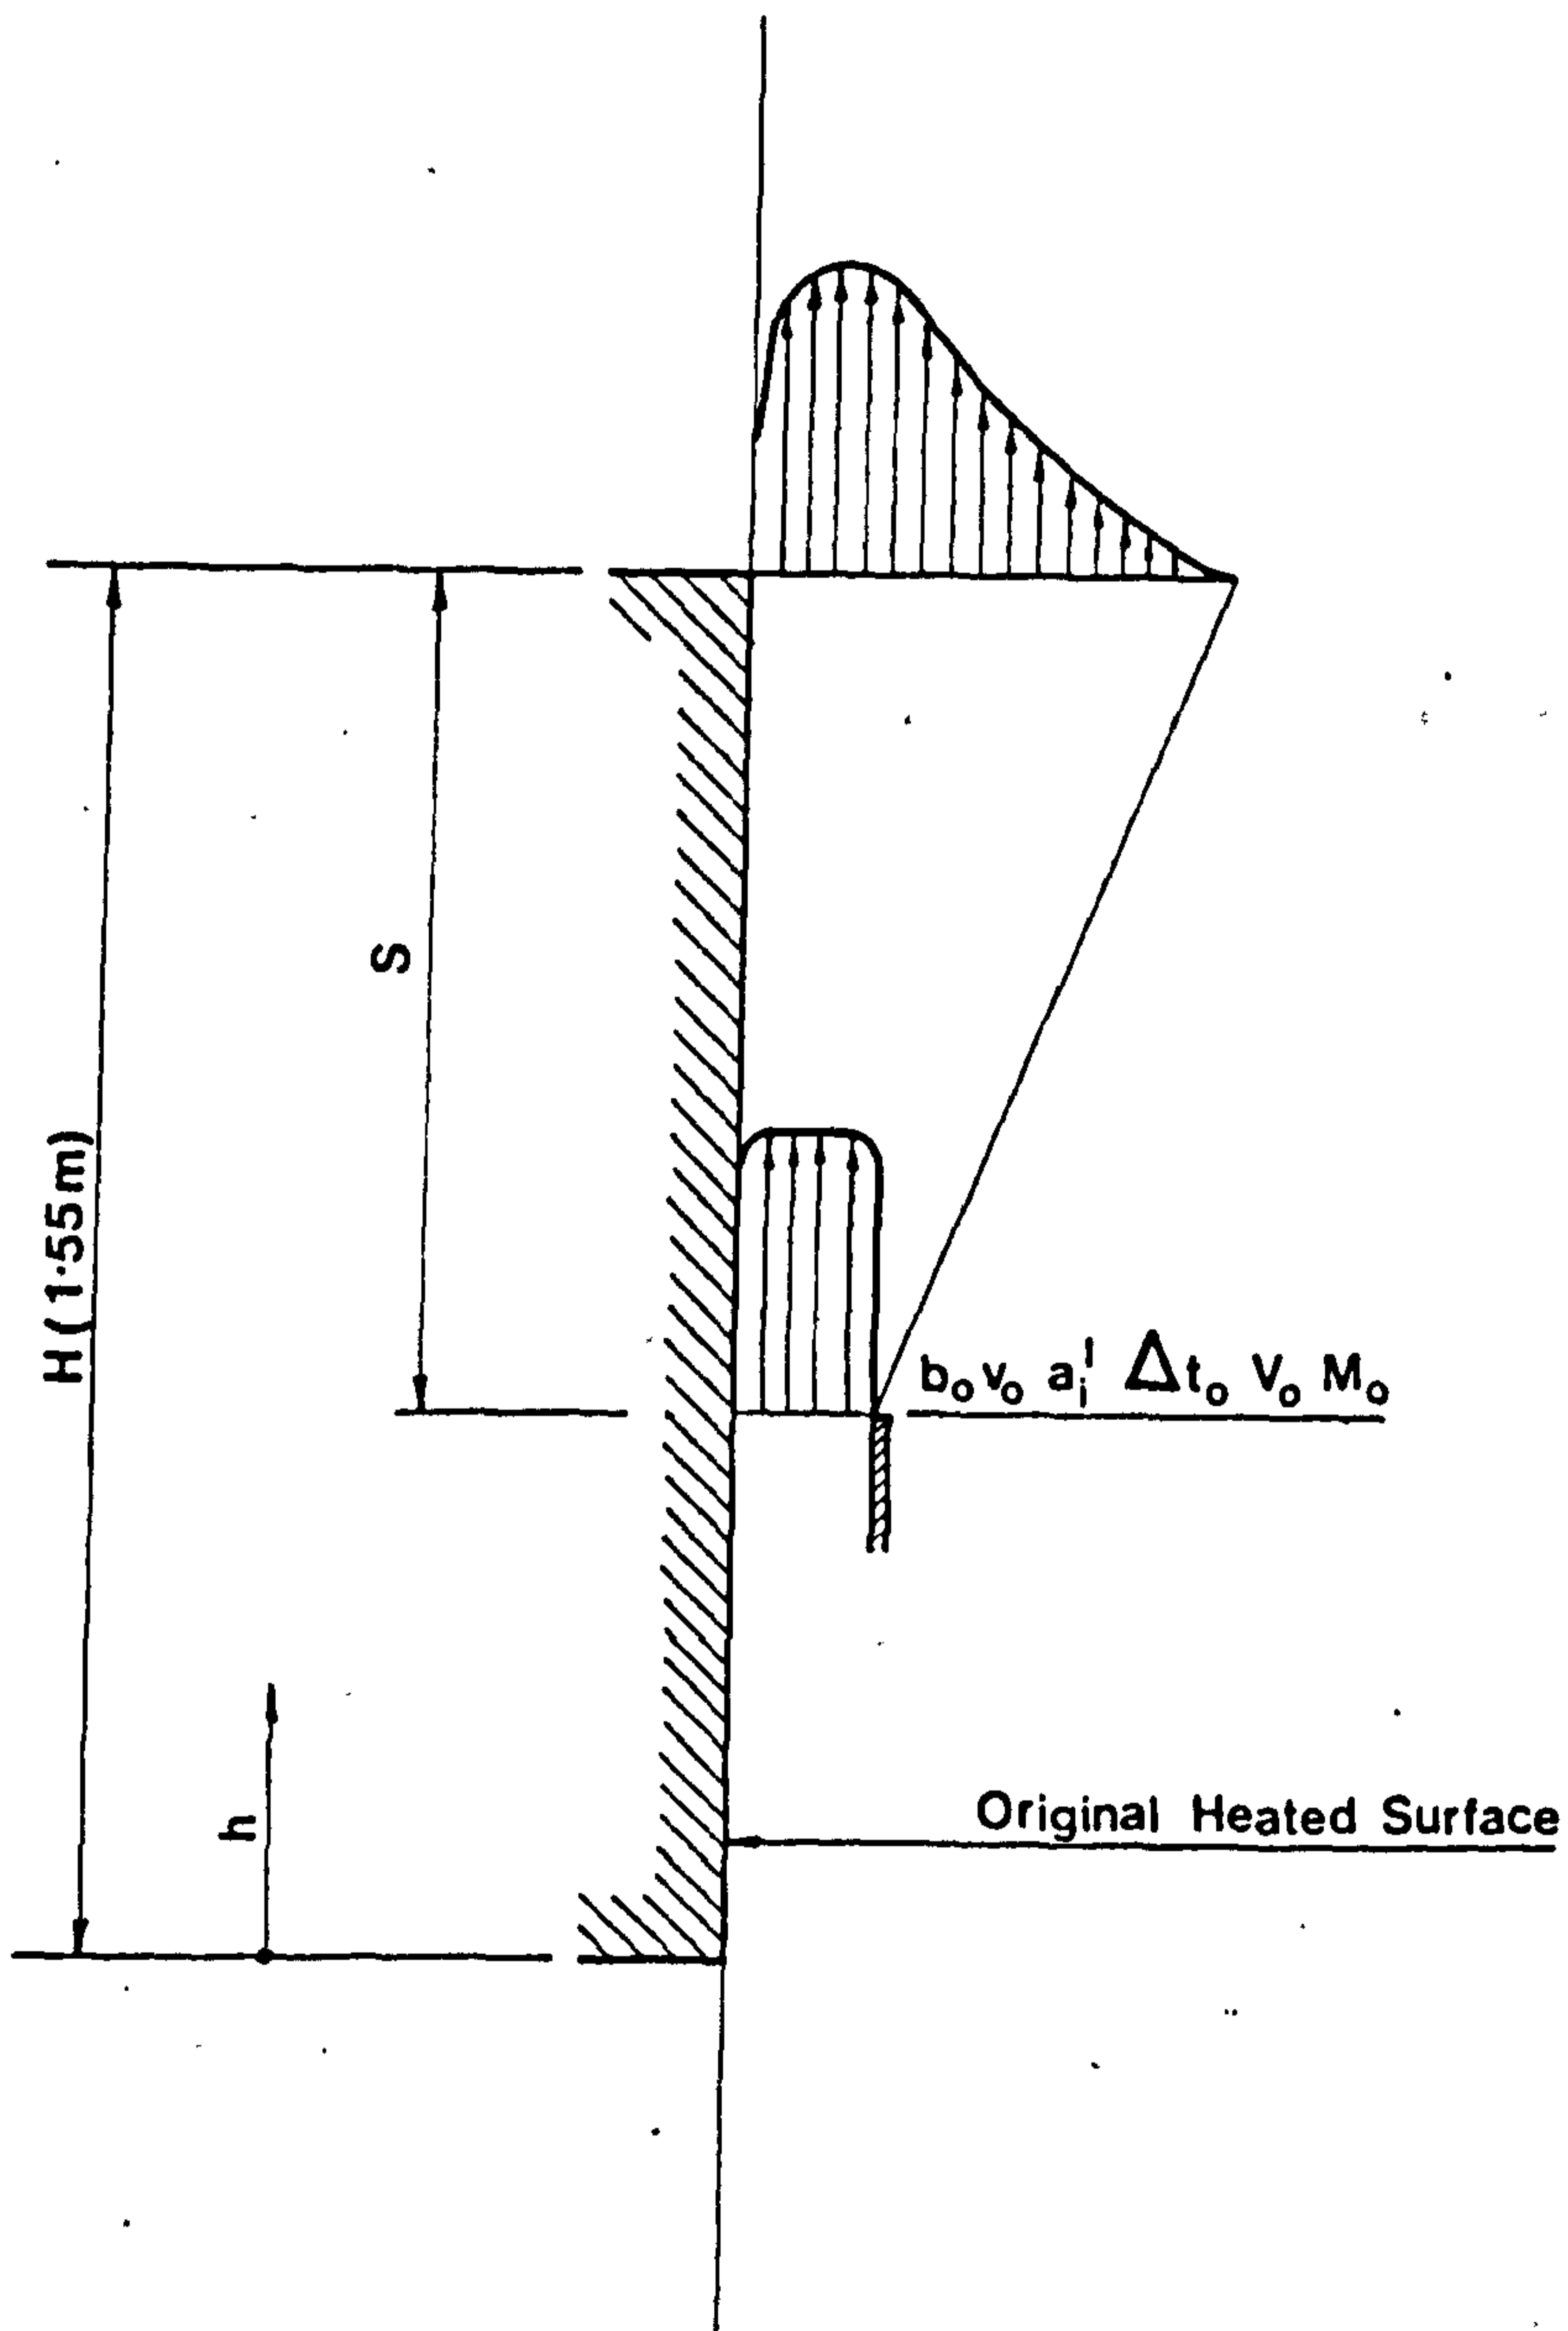 H (1·55m)
S
b₀ v₀ aᵢ' Δt₀ V₀ M₀
h
Original Heated Surface